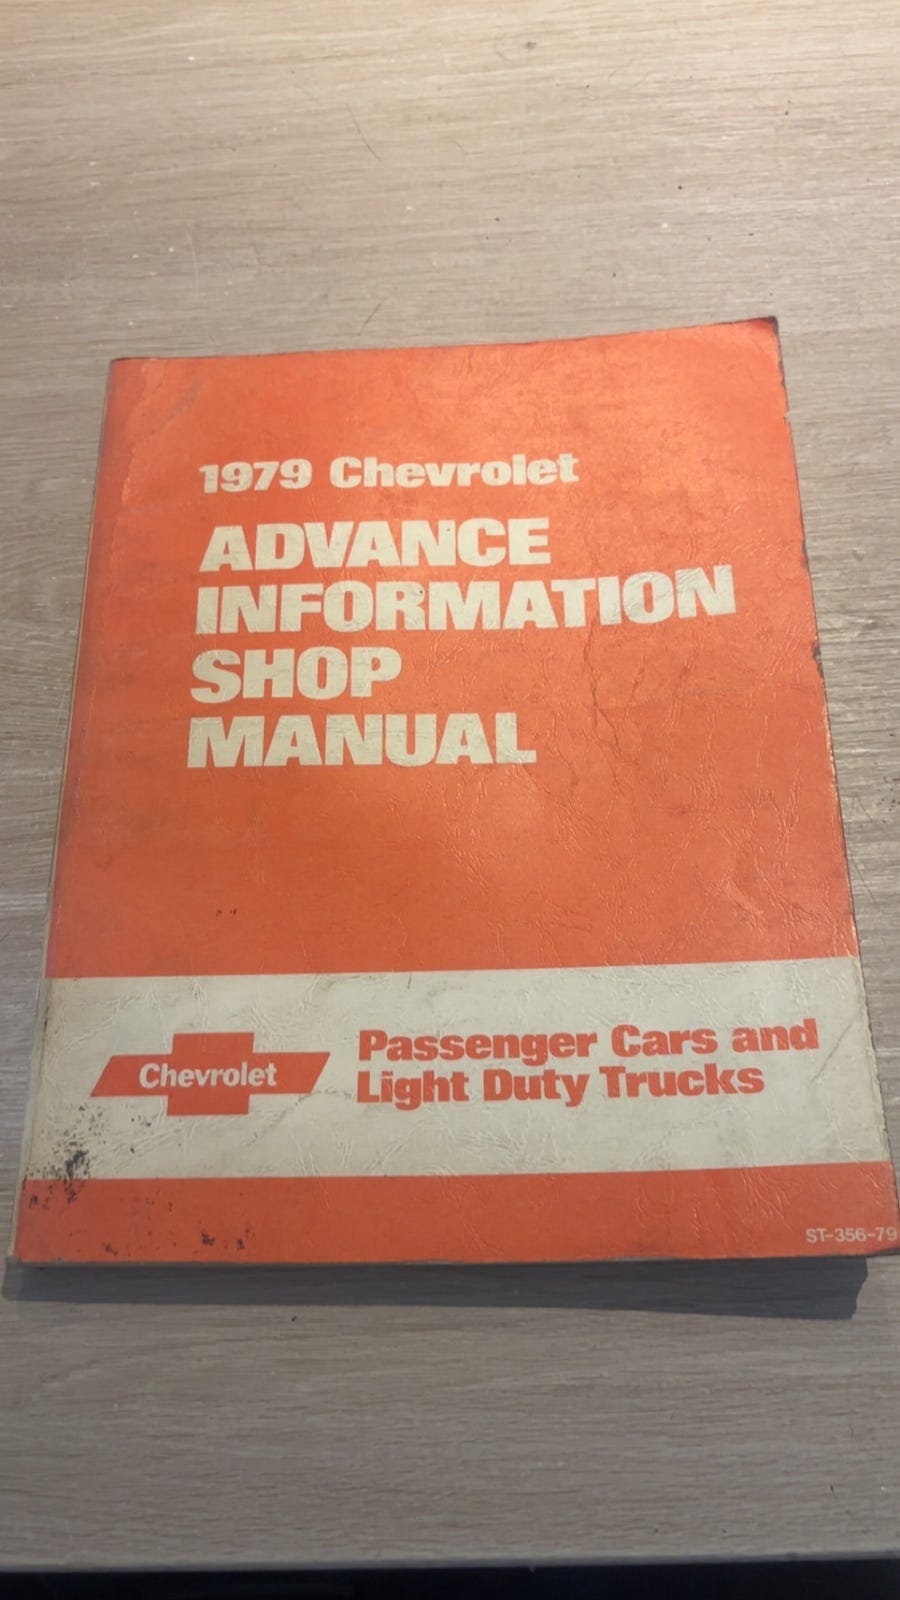 1979 Chevrolet
ADVANCE
INFORMATION
SHOP
MANUAL
Chevrolet
Passenger Cars and
Light Duty Trucks
ST-356-79